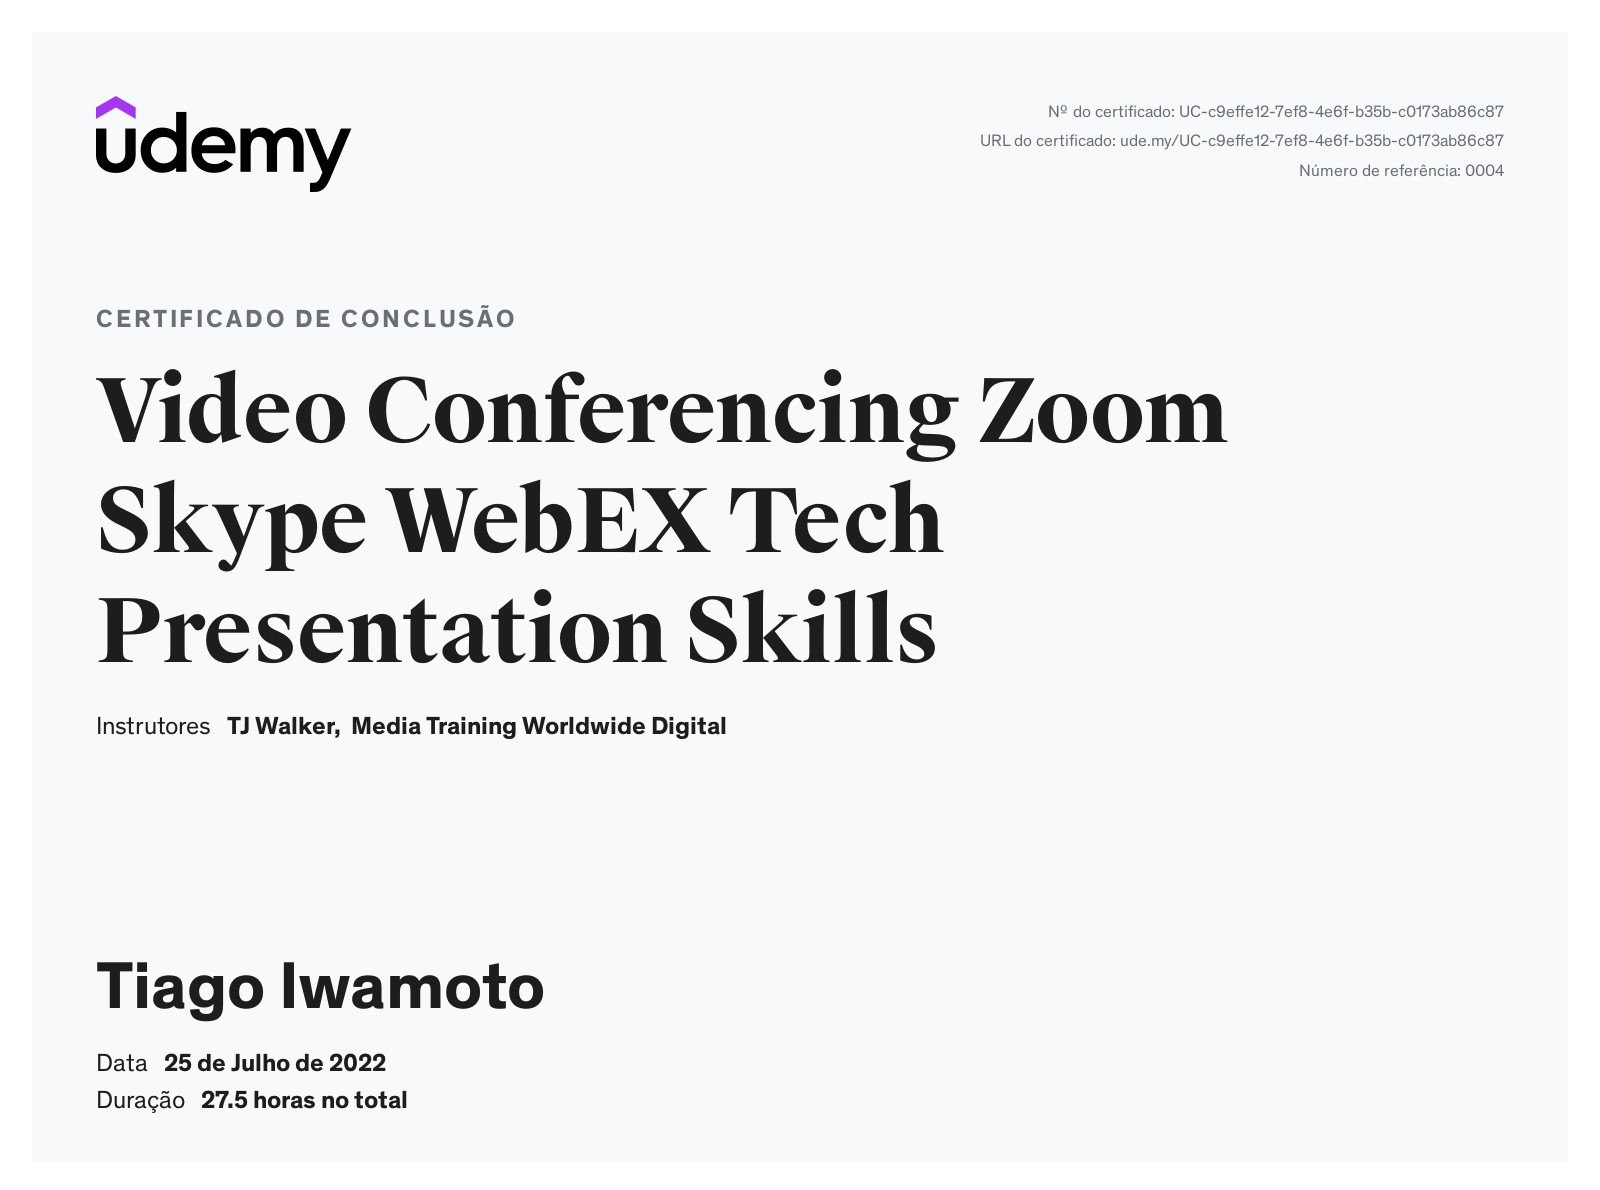 udemy
Nº do certificado: UC-c9effe12-7ef8-4e6f-b35b-c0173ab86c87
URL do certificado: ude.my/UC-c9effe12-7ef8-4e6f-b35b-c0173ab86c87
Número de referência: 0004
CERTIFICADO DE CONCLUSÃO
Video Conferencing Zoom
Skype WebEX Tech
Presentation Skills
Instrutores TJ Walker, Media Training Worldwide Digital
Tiago Iwamoto
Data 25 de Julho de 2022
Duração 27.5 horas no total